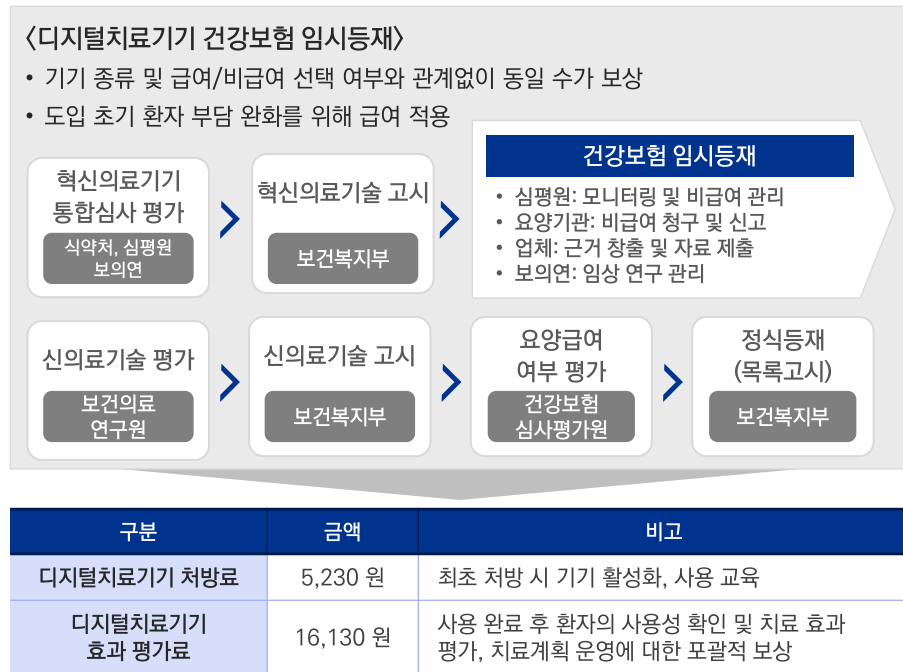 <디지털치료기기 건강보험 임시등재>
• 기기 종류 및 급여/비급여 선택 여부와 관계없이 동일 수가 보상
• 도입 초기 환자 부담 완화를 위해 급여 적용
혁신의료기기
통합심사 평가
식약처, 심평원
보의연
혁신의료기술 고시
보건복지부
건강보험 임시등재
• 심평원: 모니터링 및 비급여 관리
• 요양기관: 비급여 청구 및 신고
• 업체: 근거 창출 및 자료 제출
• 보의연: 임상 연구 관리
신의료기술 평가
보건의료
연구원
신의료기술 고시
보건복지부
요양급여
여부 평가
건강보험
심사평가원
정식등재
(목록고시)
보건복지부
구분 금액 비고
디지털치료기기 처방료 5,230 원 최초 처방 시 기기 활성화, 사용 교육
디지털치료기기
효과 평가료
16,130 원
사용 완료 후 환자의 사용성 확인 및 치료 효과
평가, 치료계획 운영에 대한 포괄적 보상